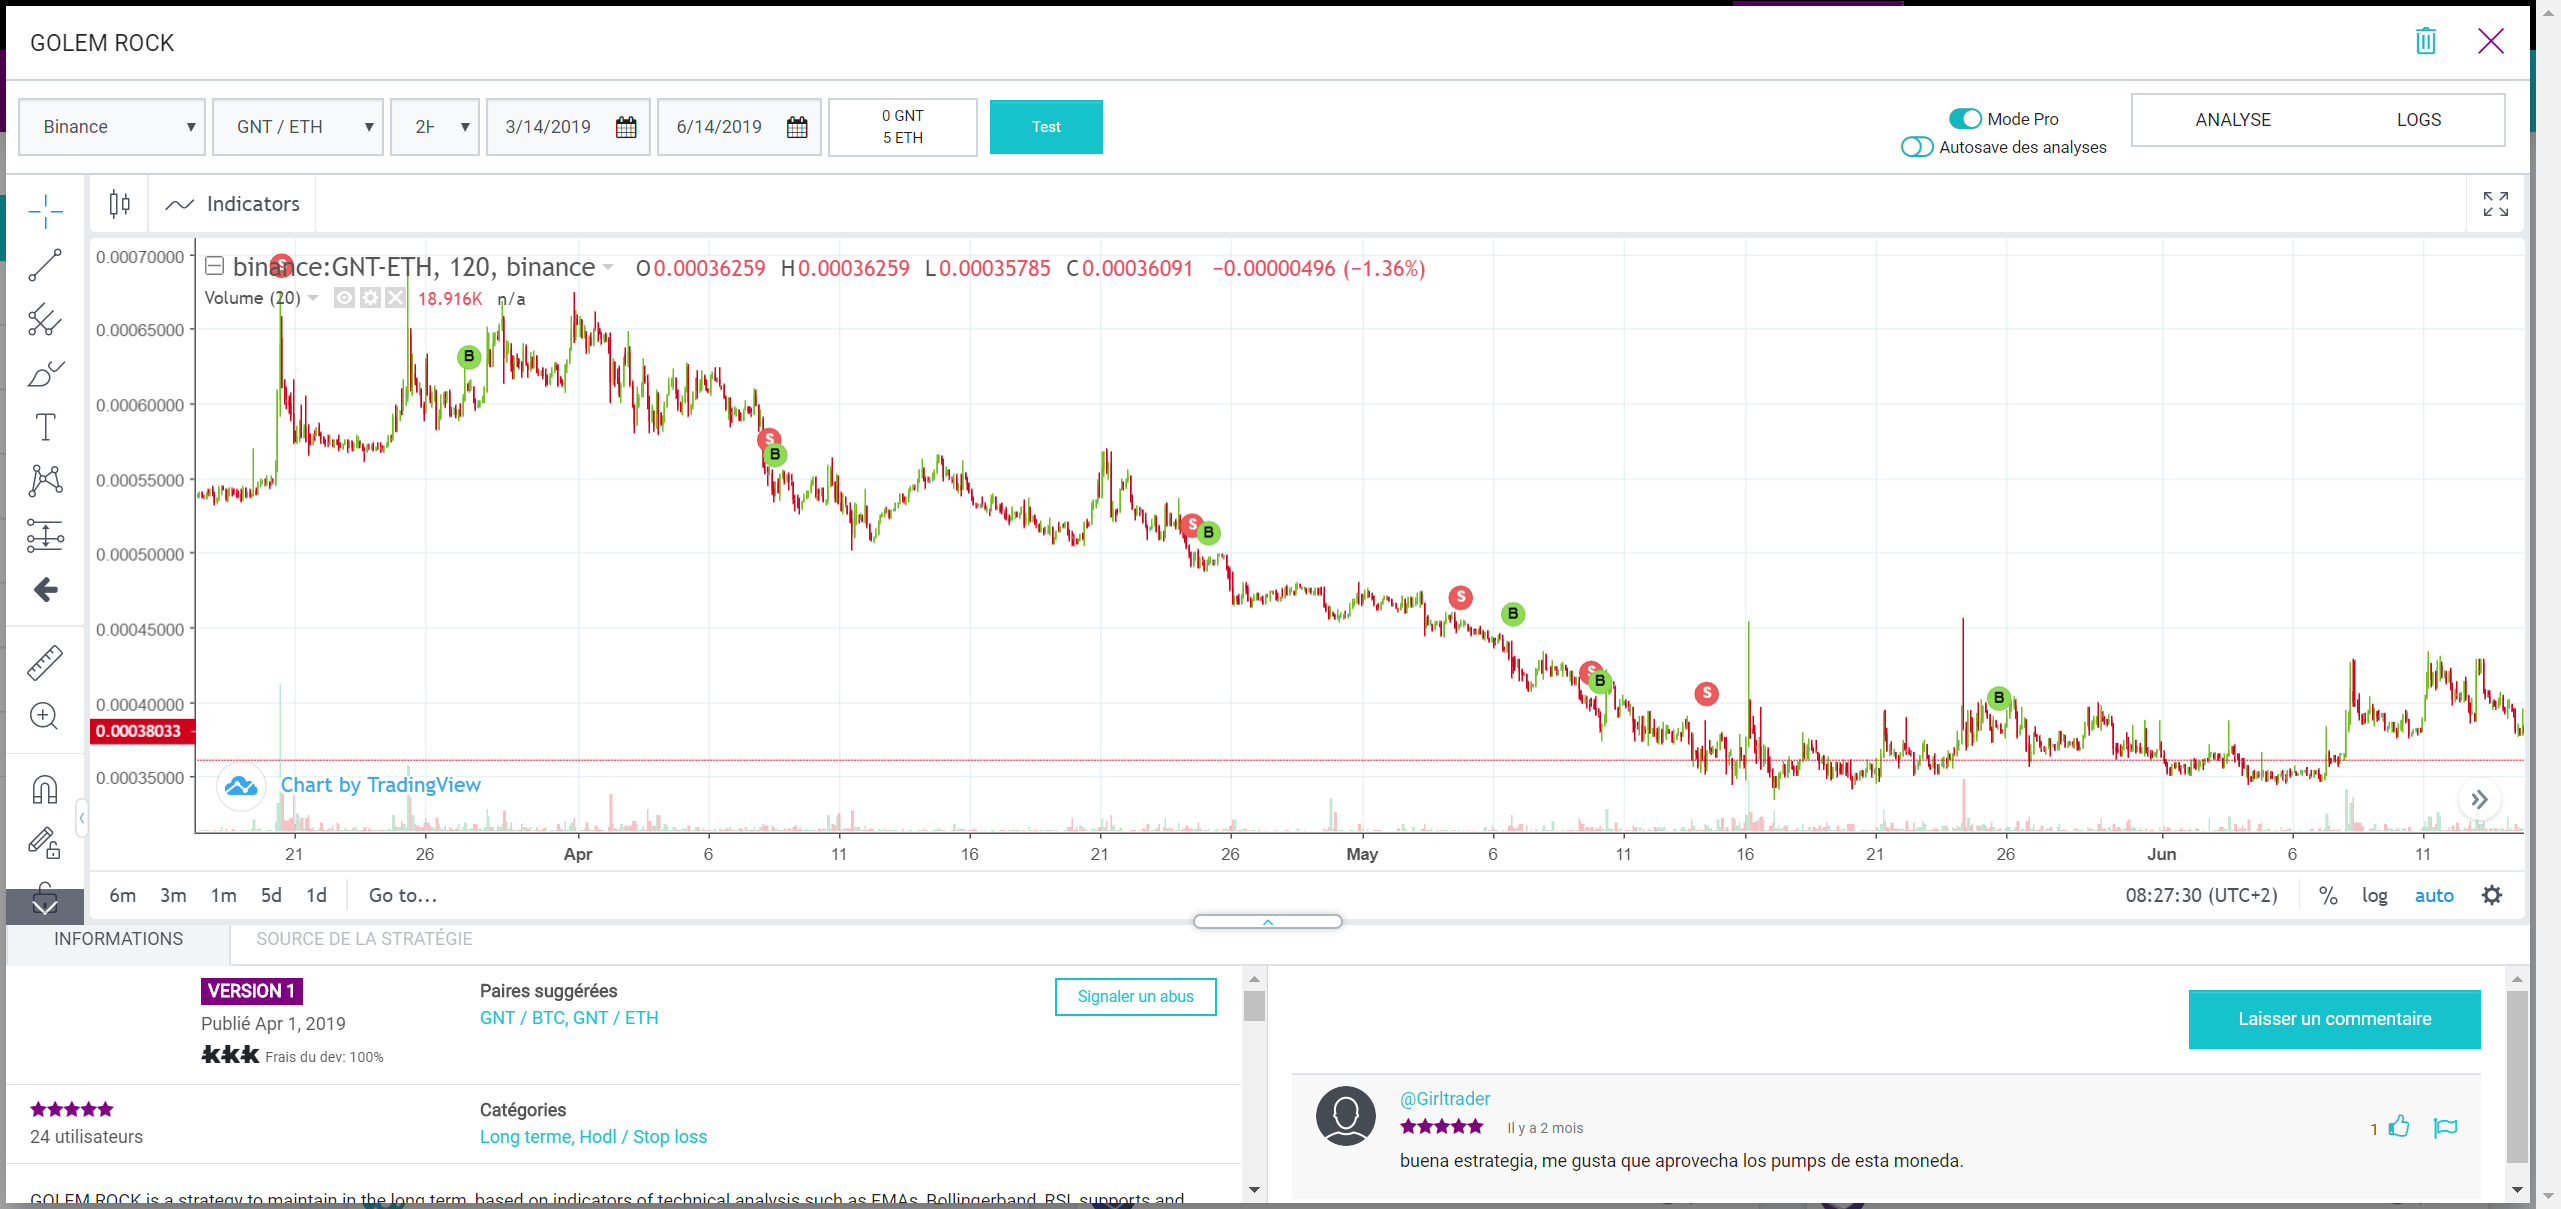 GOLEM ROCK
Binance
GNT / ETH
2H
3/14/2019
6/14/2019
0 GNT
5 ETH
Test
Mode Pro
Autosave des analyses
ANALYSE
LOGS
Indicators
binance:GNT-ETH, 120, binance
O0.00036259 H0.00036259 L0.00035785 C0.00036091 −0.00000496 (−1.36%)
Volume (20)
18.916K n/a
0.00070000
0.00065000
0.00060000
0.00055000
0.00050000
0.00045000
0.00040000
0.00038033
0.00035000
S
B
S
B
S
B
S
B
S
B
S
B
Chart by TradingView
21 26 Apr 6 11 16 21 26 May 6 11 16 21 26 Jun 6 11
6m 3m 1m 5d 1d Go to...
08:27:30 (UTC+2) % log auto
INFORMATIONS
SOURCE DE LA STRATÉGIE
VERSION 1
Publié Apr 1, 2019
Frais du dev: 100%
Paires suggérées
GNT / BTC, GNT / ETH
Signaler un abus
24 utilisateurs
Catégories
Long terme, Hodl / Stop loss
GOLEM ROCK is a strategy to maintain in the long term, based on indicators of technical analysis such as EMAs, Bollingerband, RSI, supports and
Laisser un commentaire
@Girltrader
Il y a 2 mois
1
buena estrategia, me gusta que aprovecha los pumps de esta moneda.